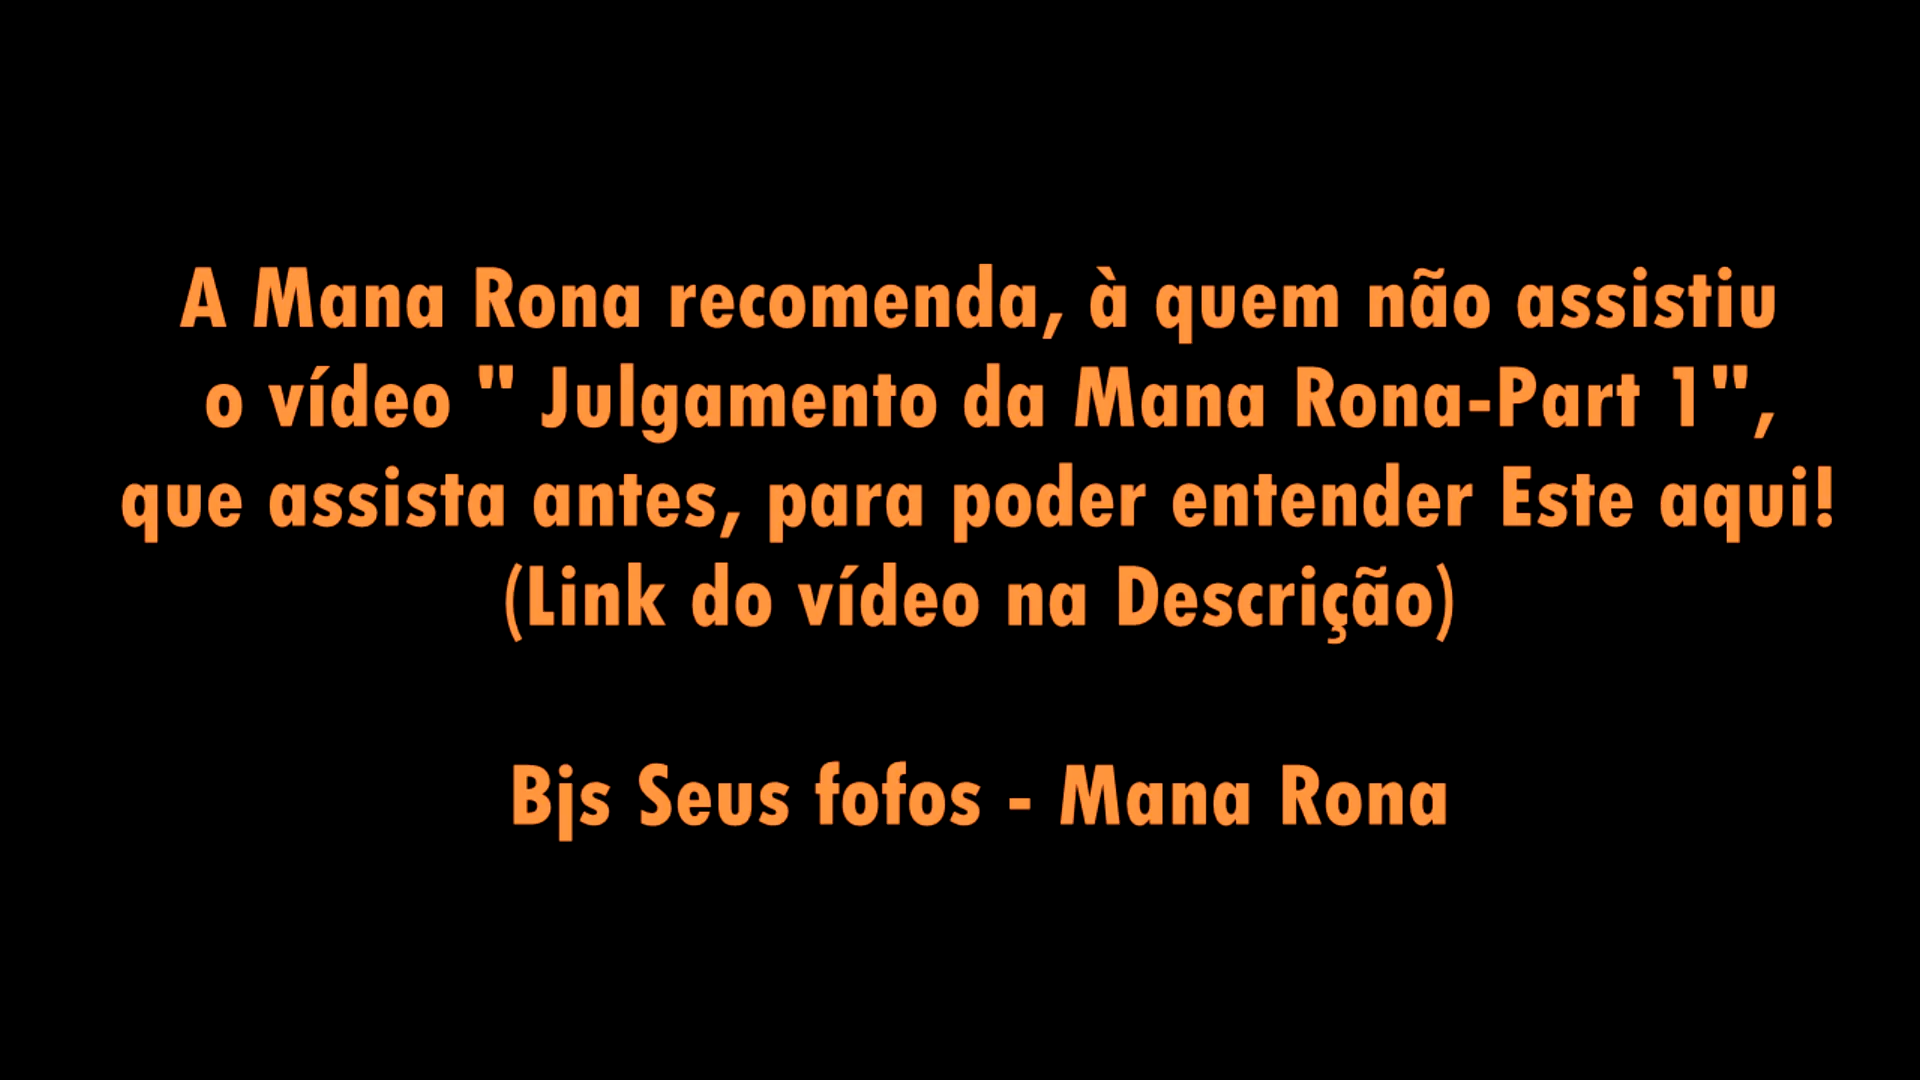 A Mana Rona recomenda, à quem não assistiu
o vídeo " Julgamento da Mana Rona-Part 1",
que assista antes, para poder entender Este aqui!
(Link do vídeo na Descrição)
Bjs Seus fofos - Mana Rona